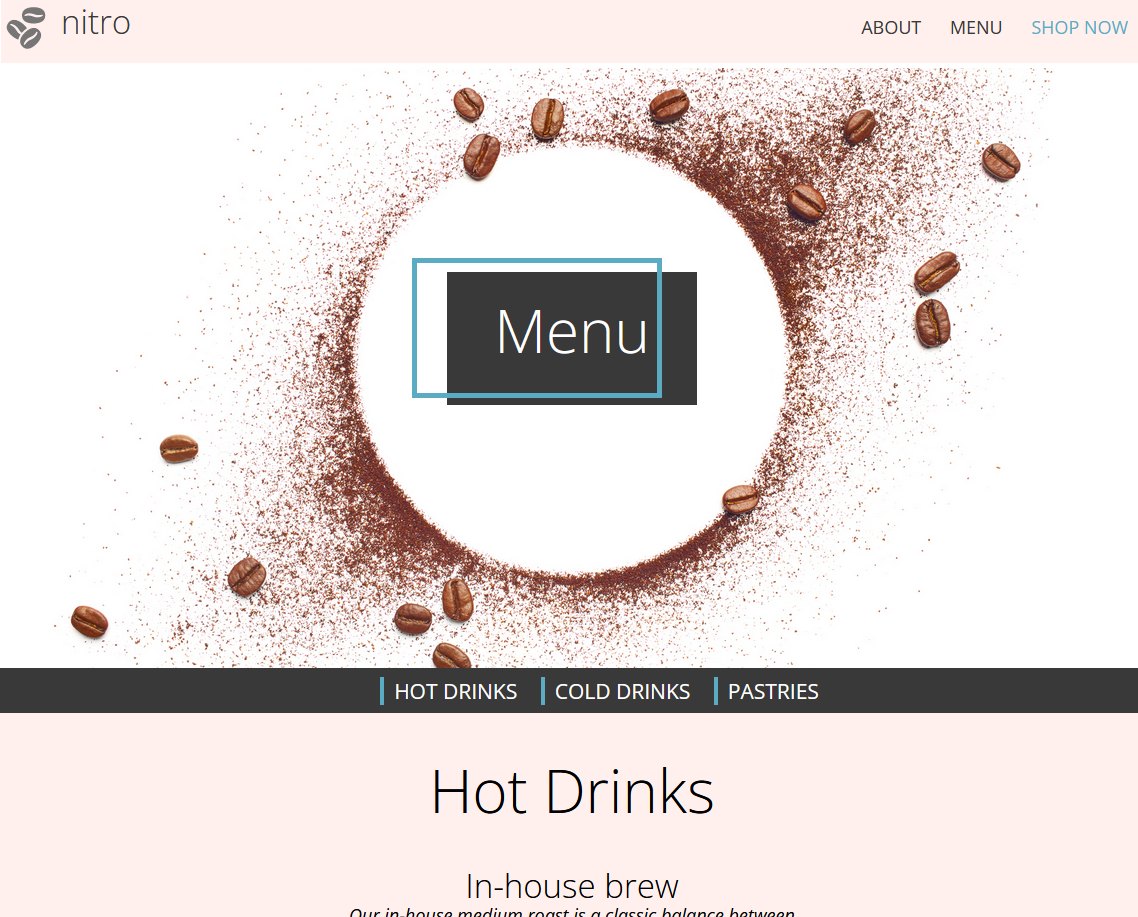 nitro
ABOUT MENU SHOP NOW
Menu
HOT DRINKS COLD DRINKS PASTRIES
Hot Drinks
In-house brew
Our in-house medium roast is a classic balance between